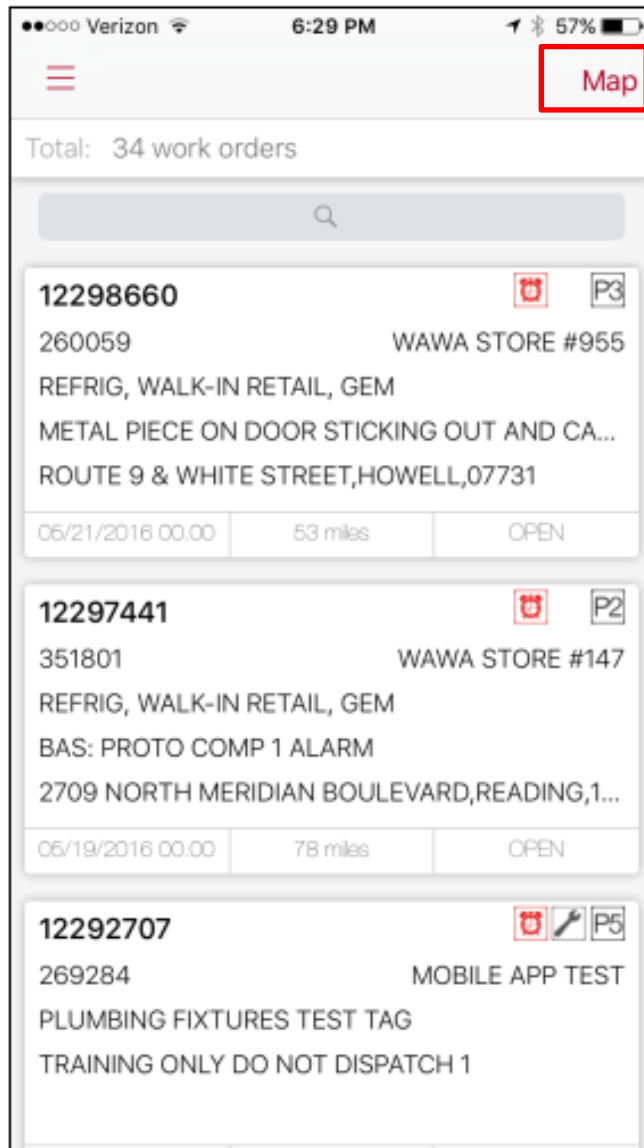 Verizon 6:29 PM 57%
Map
Total: 34 work orders
12298660 P3
260059 WAWA STORE #955
REFRIG, WALK-IN RETAIL, GEM
METAL PIECE ON DOOR STICKING OUT AND CA...
ROUTE 9 & WHITE STREET,HOWELL,07731
05/21/2016 00.00 53 miles OPEN
12297441 P2
351801 WAWA STORE #147
REFRIG, WALK-IN RETAIL, GEM
BAS: PROTO COMP 1 ALARM
2709 NORTH MERIDIAN BOULEVARD,READING,1...
05/19/2016 00.00 78 miles OPEN
12292707 P5
269284 MOBILE APP TEST
PLUMBING FIXTURES TEST TAG
TRAINING ONLY DO NOT DISPATCH 1